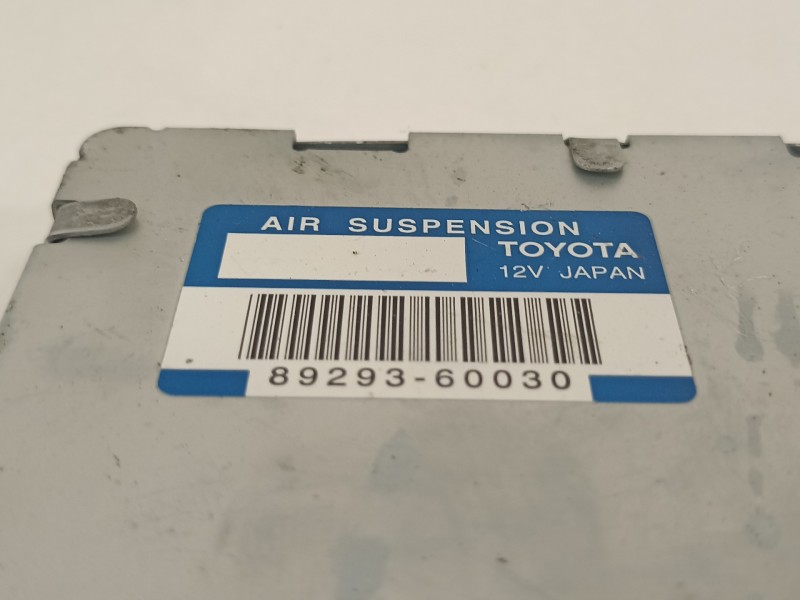 AIR SUSPENSION
TOYOTA
12V JAPAN
89293-60030